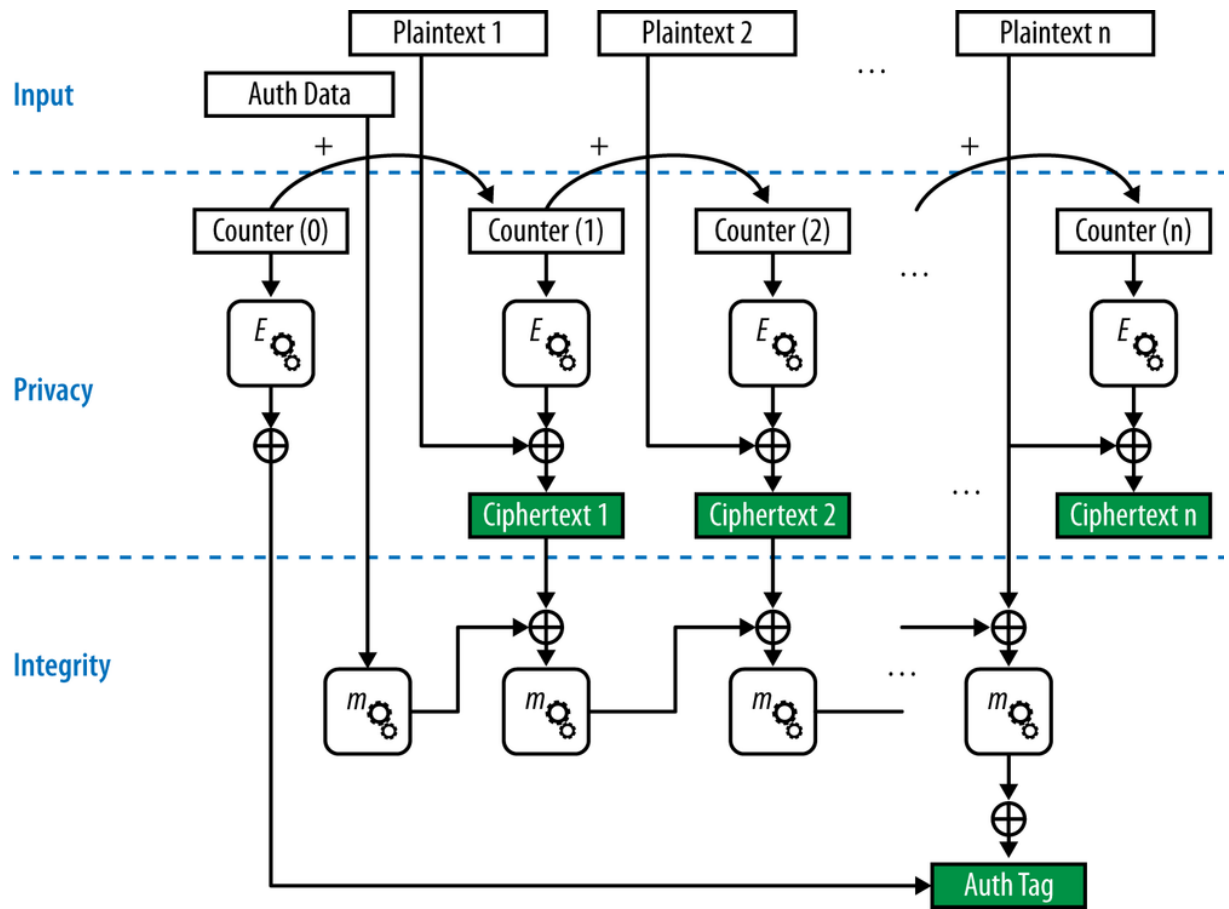 Plaintext 1
Plaintext 2
Plaintext n
...
Input
Auth Data
+
+
+
Counter (0)
Counter (1)
Counter (2)
Counter (n)
...
E
E
E
E
Privacy
...
Ciphertext 1
Ciphertext 2
Ciphertext n
Integrity
...
m
m
m
m
Auth Tag